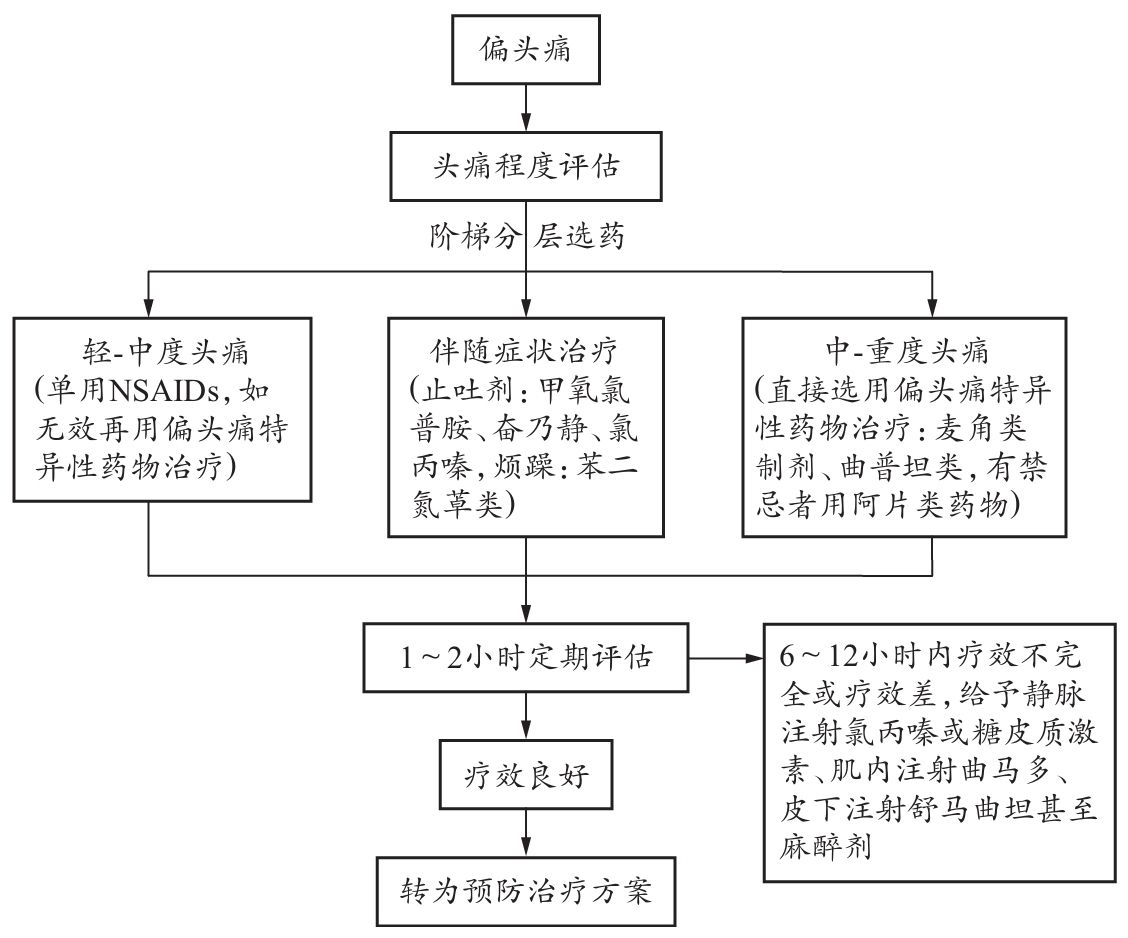 偏头痛
头痛程度评估
阶梯分层选药
轻-中度头痛
(单用NSAIDs,如
无效再用偏头痛特
异性药物治疗)
伴随症状治疗
(止吐剂:甲氧氯
普胺、奋乃静、氯
丙嗪,烦躁:苯二
氮草类)
中-重度头痛
(直接选用偏头痛特异
性药物治疗:麦角类
制剂、曲普坦类,有禁
忌者用阿片类药物)
1~2小时定期评估
6~12小时内疗效不完
全或疗效差,给予静脉
注射氯丙嗪或糖皮质激
素、肌内注射曲马多、
皮下注射舒马曲坦甚至
麻醉剂
疗效良好
转为预防治疗方案